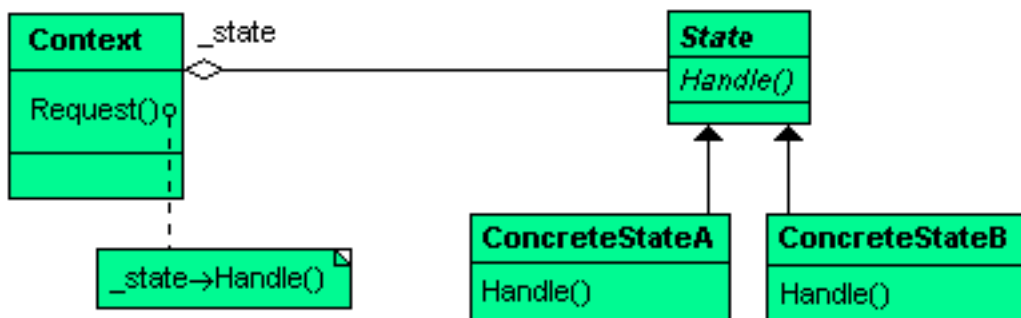 Context
_state
State
Handle()
Request()
_state→Handle()
ConcreteStateA
ConcreteStateB
Handle()
Handle()